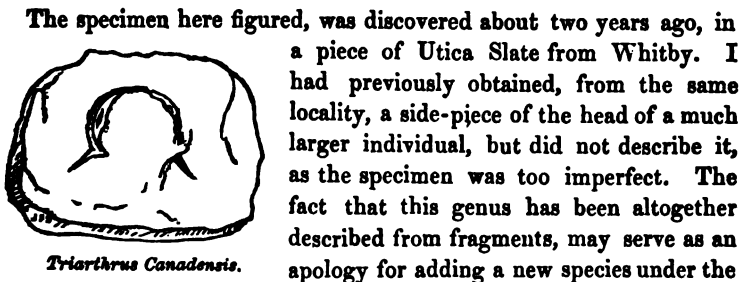 The specimen here figured, was discovered about two years ago, in
a piece of Utica Slate from Whitby. I
had previously obtained, from the same
locality, a side-piece of the head of a much
larger individual, but did not describe it,
as the specimen was too imperfect. The
fact that this genus has been altogether
described from fragments, may serve as an
apology for adding a new species under the
Triarthrus Canadensis.